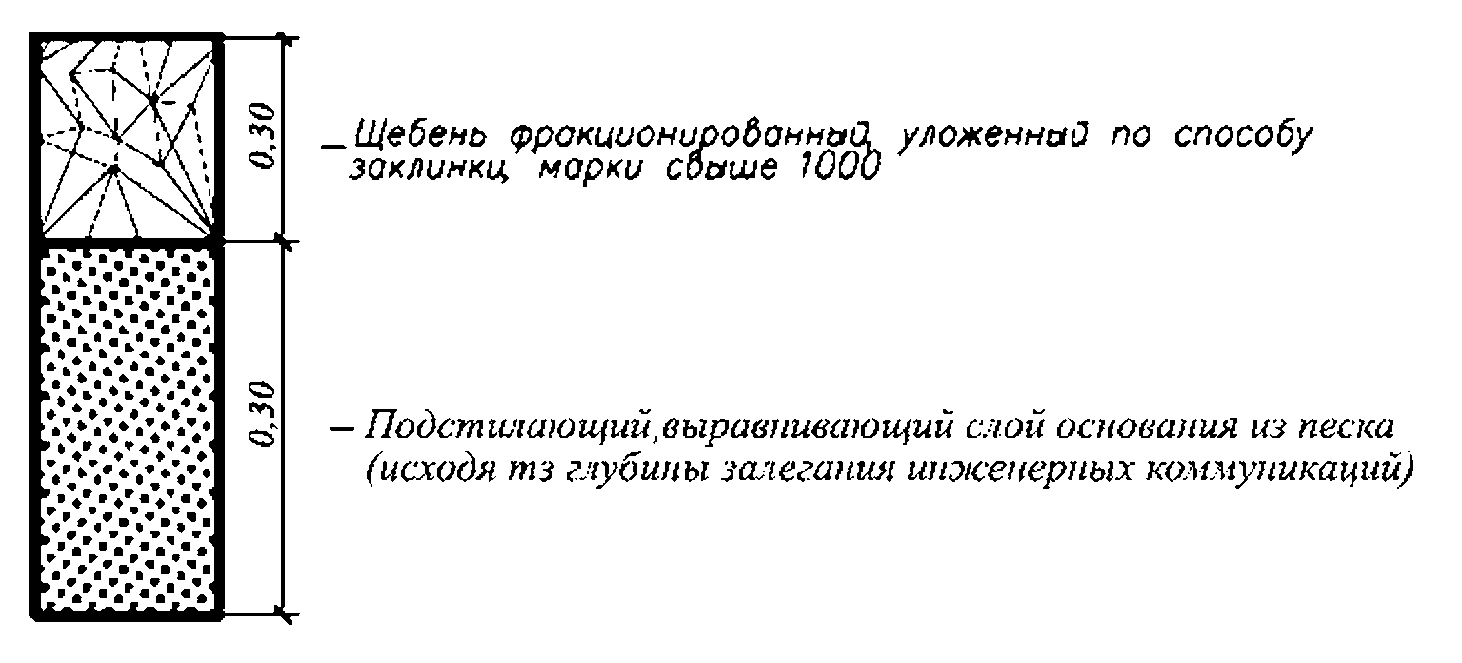 0,30
– Щебень фракционированный, уложенный по способу
заклинки, марки свыше 1000
0,30
– Подстилающий,выравнивающий слой основания из песка
(исходя тз глубины залегания инженерных коммуникаций)